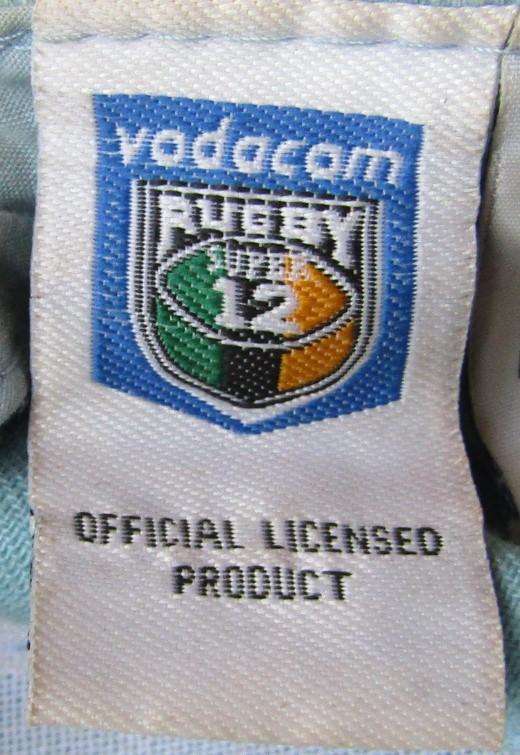 vodacom
RUGBY
SUPER
12
OFFICIAL LICENSED
PRODUCT